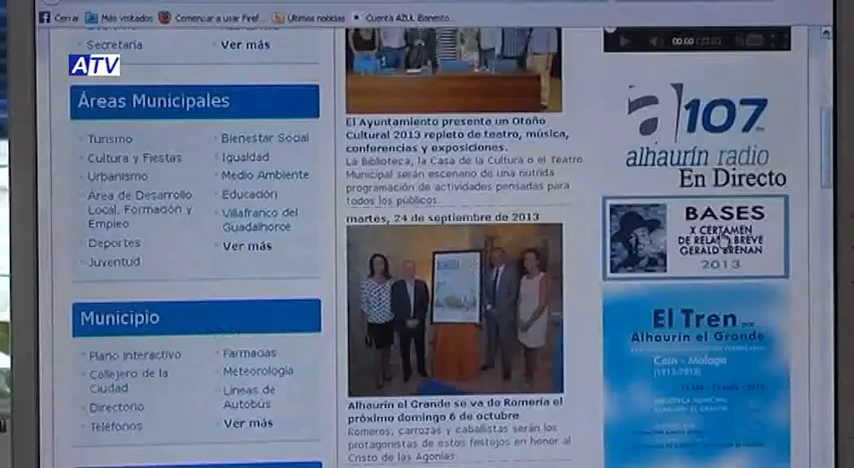 Cerrar
Más visitados
Comenzar a usar Firef...
Últimas noticias
Cuenta AZUL iBanesto...
Secretaría
Ver más
ATV
Áreas Municipales
Turismo
Cultura y Fiestas
Urbanismo
Área de Desarrollo
Local, Formación y
Empleo
Deportes
Juventud
Bienestar Social
Igualdad
Medio Ambiente
Educación
Villafranco del
Guadalhorce
Ver más
Municipio
Plano interactivo
Callejero de la
Ciudad
Directorio
Teléfonos
Farmacias
Meteorología
Líneas de
Autobús
Ver más
El Ayuntamiento presenta un Otoño
Cultural 2013 repleto de teatro, música,
conferencias y exposiciones.
La Biblioteca, la Casa de la Cultura o el Teatro
Municipal serán escenario de una nutrida
programación de actividades pensadas para
todos los públicos.
martes, 24 de septiembre de 2013
Alhaurín el Grande se va de Romería el
próximo domingo 6 de octubre
Romeros, carrozas y caballistas serán los
protagonistas de estos festejos en honor al
Cristo de las Agonías.
00:00
a 107
alhaurín radio
En Directo
BASES
X CERTAMEN
DE RELATO BREVE
GERALD BRENAN
2013
El Tren por
Alhaurín el Grande
Coín - Málaga
(1913-2013)